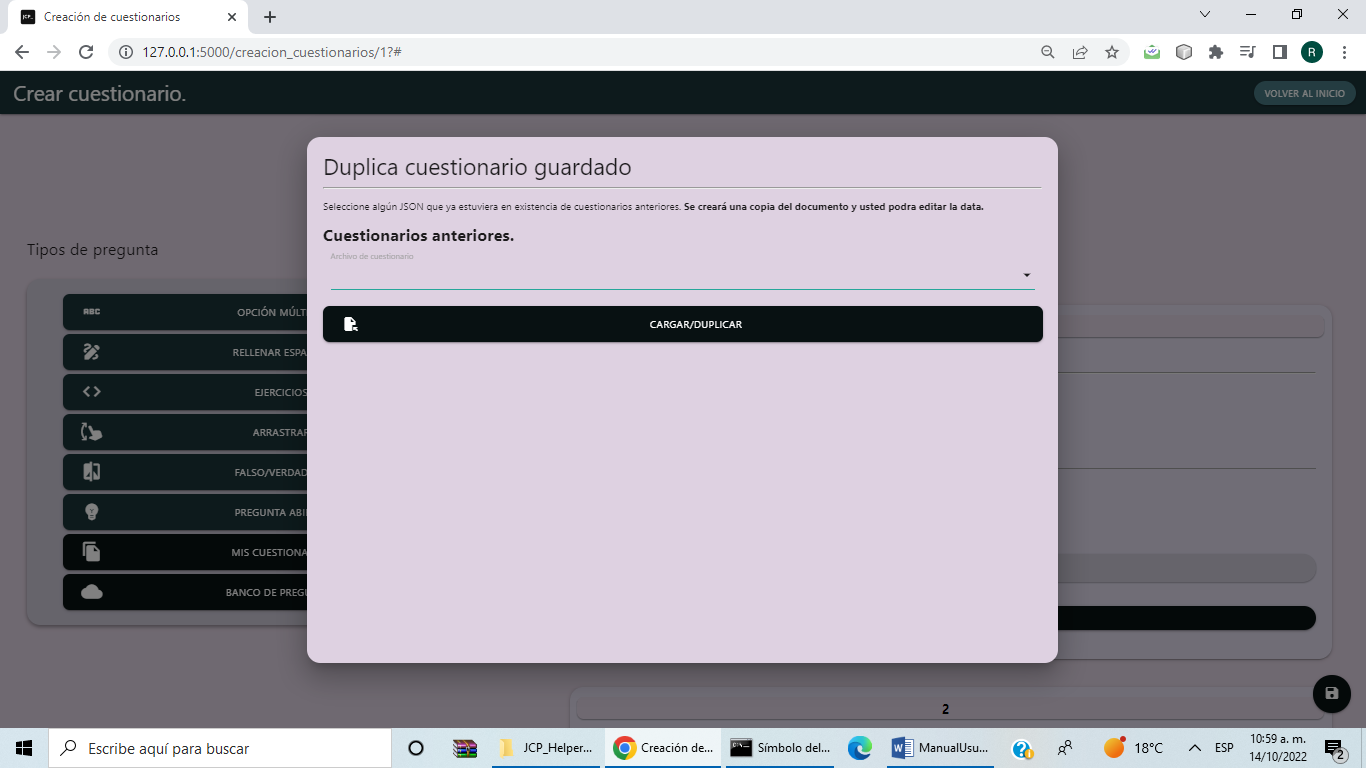 Creación de cuestionarios
127.0.0.1:5000/creacion_cuestionarios/1?#
R
Crear cuestionario.
VOLVER AL INICIO
Duplica cuestionario guardado
Seleccione algún JSON que ya estuviera en existencia de cuestionarios anteriores. Se creará una copia del documento y usted podra editar la data.
Cuestionarios anteriores.
Archivo de cuestionario
CARGAR/DUPLICAR
Tipos de pregunta
ABC
OPCIÓN MÚLT
RELLENAR ESPA
EJERCICIOS
ARRASTRAR
FALSO/VERDAD
PREGUNTA ABI
MIS CUESTIONA
BANCO DE PREGU
2
Escribe aquí para buscar
JCP_Helper...
Creación de...
Símbolo del...
ManualUsu...
18°C
ESP
10:59 a. m.
14/10/2022
2